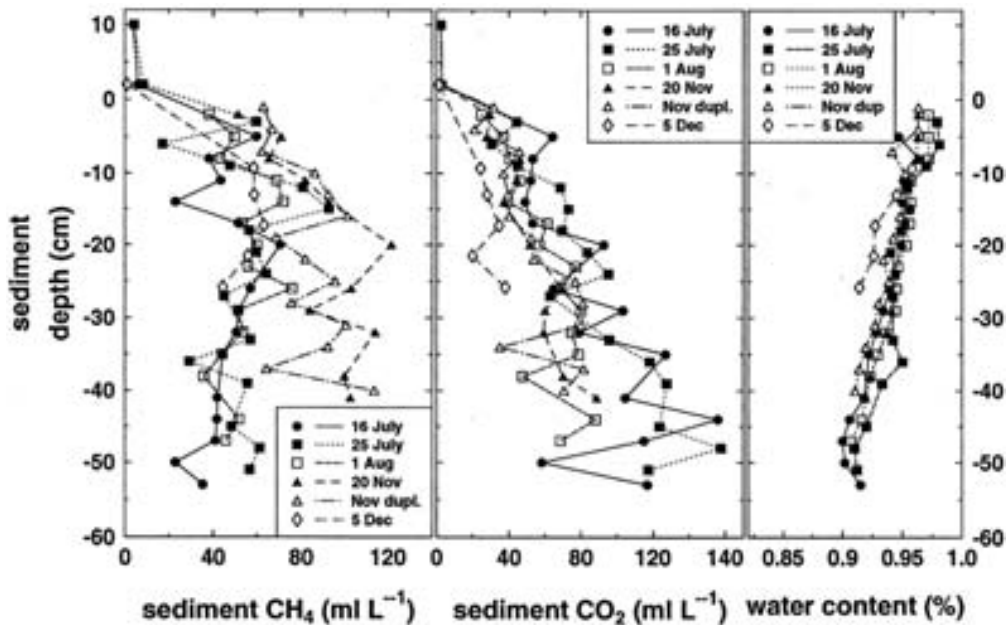 10
0
-10
-20
-30
-40
-50
-60
sediment
depth (cm)
16 July
25 July
1 Aug
20 Nov
Nov dupl.
5 Dec
0
40
80
120
sediment CH₄ (ml L⁻¹)
16 July
25 July
1 Aug
20 Nov
Nov dupl.
5 Dec
0
40
80
120
160
sediment CO₂ (ml L⁻¹)
16 July
25 July
1 Aug
20 Nov
Nov dup
5 Dec
0
-10
-20
-30
-40
-50
-60
0.85
0.9
0.95
1.0
water content (%)